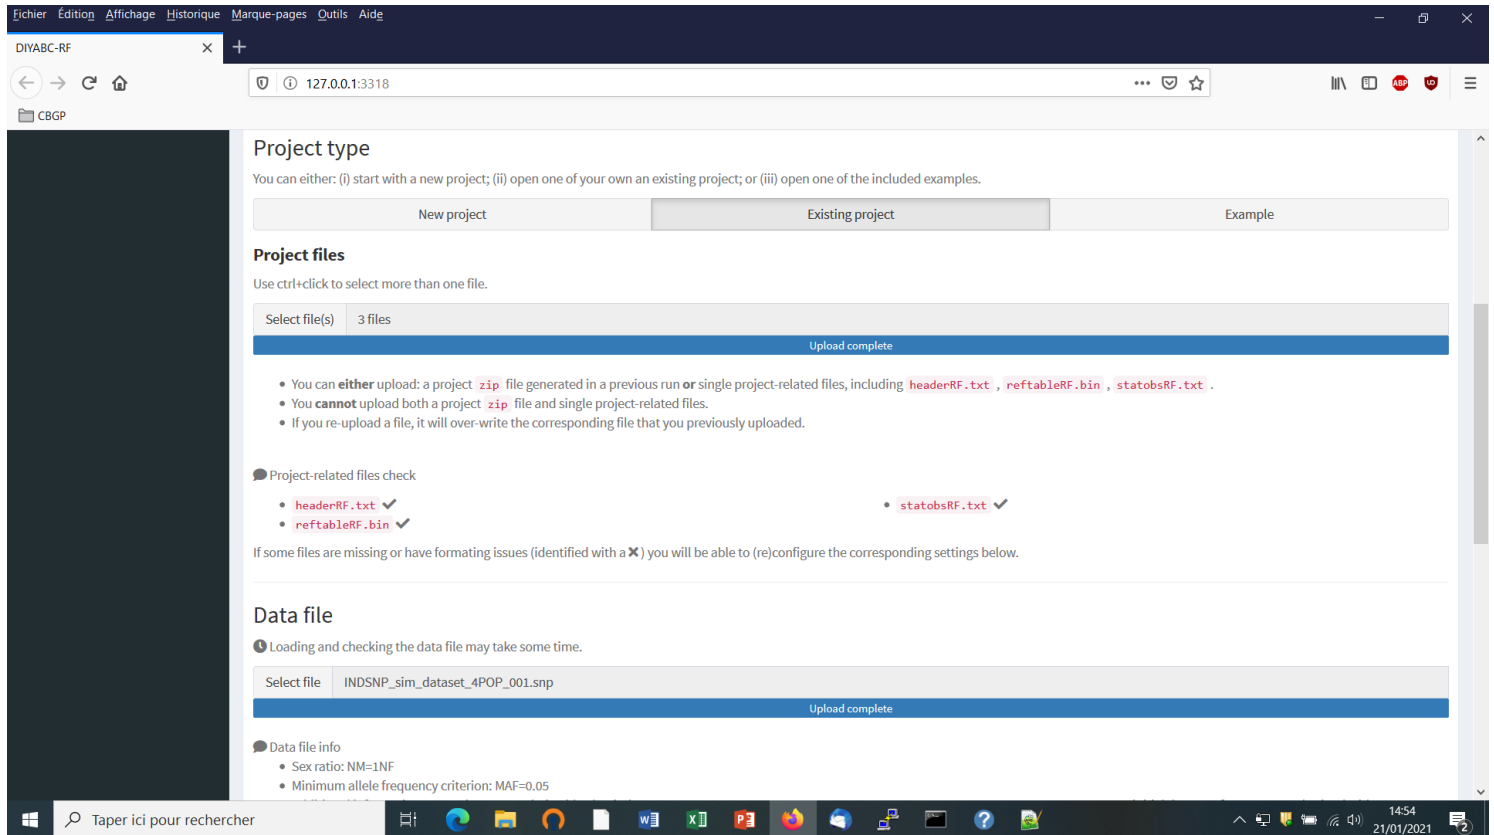 Fichier Édition Affichage Historique Marque-pages Outils Aide
DIYABC-RF
127.0.0.1:3318
ABP
CBGP
Project type
You can either: (i) start with a new project; (ii) open one of your own an existing project; or (iii) open one of the included examples.
New project Existing project Example
Project files
Use ctrl+click to select more than one file.
Select file(s) 3 files
Upload complete
You can either upload: a project zip file generated in a previous run or single project-related files, including headerRF.txt , reftableRF.bin , statobsRF.txt .
You cannot upload both a project zip file and single project-related files.
If you re-upload a file, it will over-write the corresponding file that you previously uploaded.
Project-related files check
headerRF.txt statobsRF.txt
reftableRF.bin
If some files are missing or have formating issues (identified with a ✖) you will be able to (re)configure the corresponding settings below.
Data file
Loading and checking the data file may take some time.
Select file INDSNP_sim_dataset_4POP_001.snp
Upload complete
Data file info
Sex ratio: NM=1NF
Minimum allele frequency criterion: MAF=0.05
Taper ici pour rechercher
14:54
21/01/2021
2